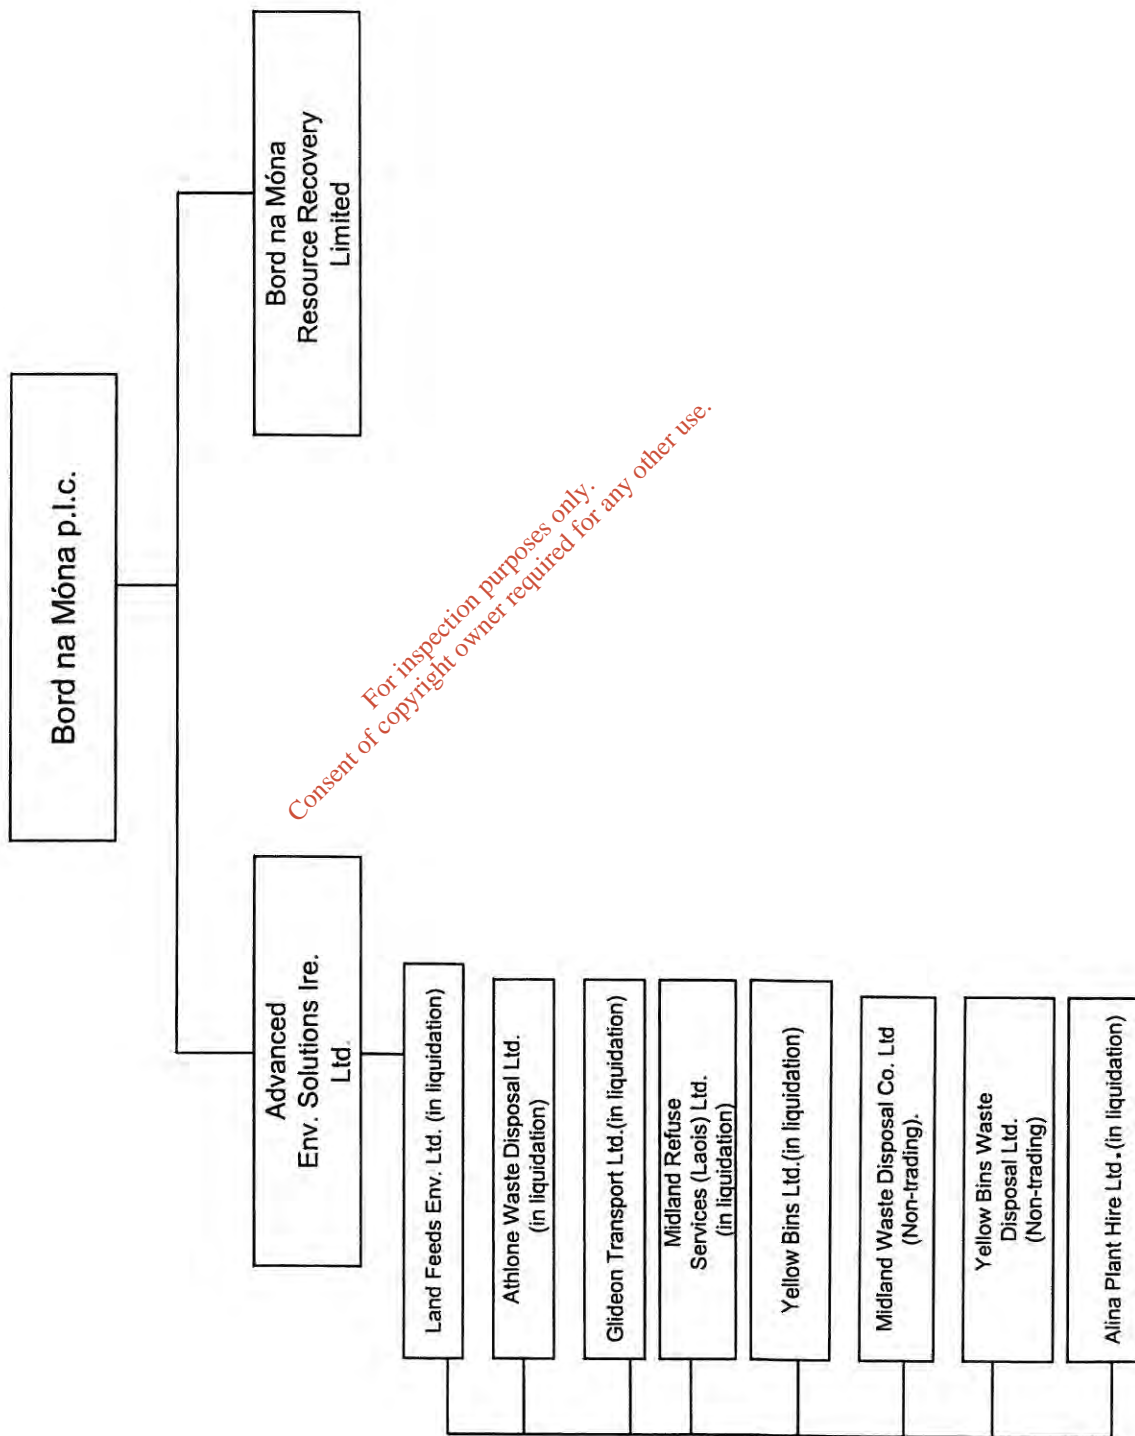 Bord na Móna p.l.c.
Advanced
Env. Solutions Ire.
Ltd.
Bord na Móna
Resource Recovery
Limited
Land Feeds Env. Ltd. (in liquidation)
Athlone Waste Disposal Ltd.
(in liquidation)
Glideon Transport Ltd.(in liquidation)
Midland Refuse
Services (Laois) Ltd.
(in liquidation)
Yellow Bins Ltd.(in liquidation)
Midland Waste Disposal Co. Ltd
(Non-trading).
Yellow Bins Waste
Disposal Ltd.
(Non-trading)
Alina Plant Hire Ltd.(in liquidation)
For inspection purposes only.
Consent of copyright owner required for any other use.